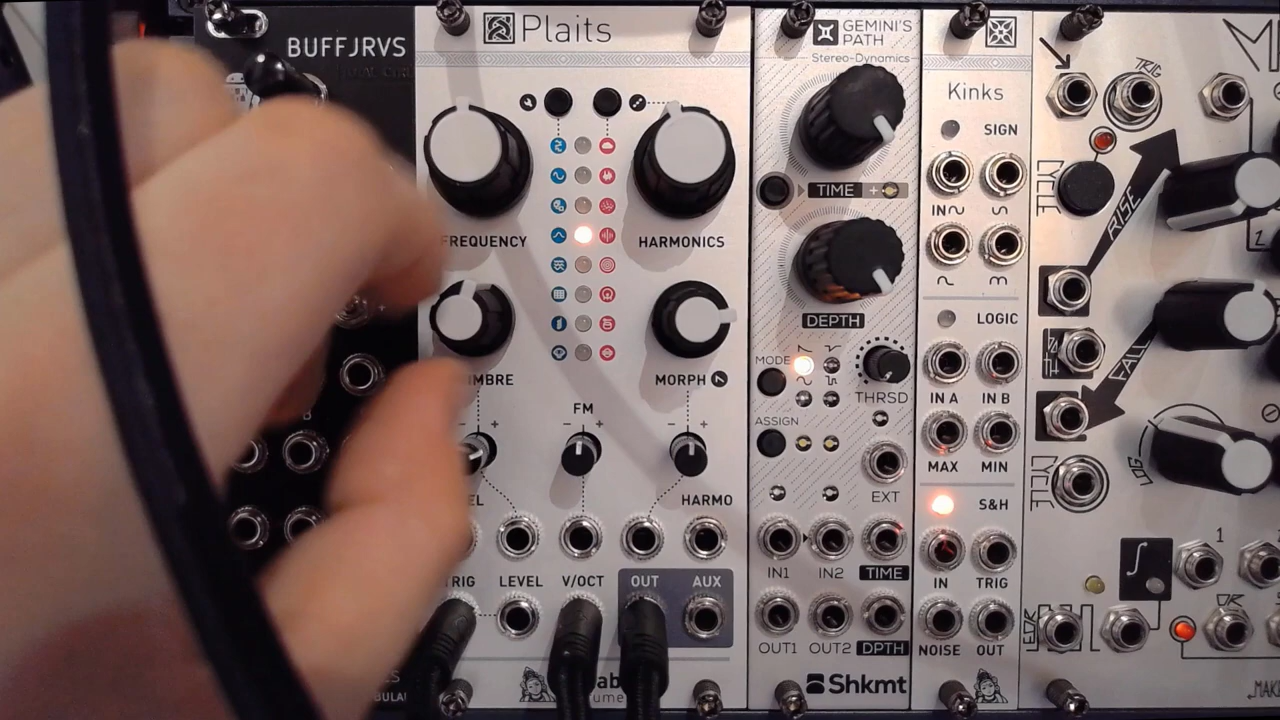 BUFFJRVS
Plaits
GEMINI'S
PATH
Stereo-Dynamics
Kinks
TRIG
SIGN
CYCLE
RISE
TIME +
FREQUENCY
HARMONICS
IN
DEPTH
LOGIC
MODE
FALL
MORPH
THRSD
IN A
IN B
FM
- +
ASSIGN
MAX
MIN
CYCLE
HARMO
EXT
S&H
1
TRIG
LEVEL
V/OCT
OUT
AUX
IN1
IN2
TIME
IN
TRIG
OR
EOR
OUT1
OUT2
DPTH
NOISE
OUT
Shkmt